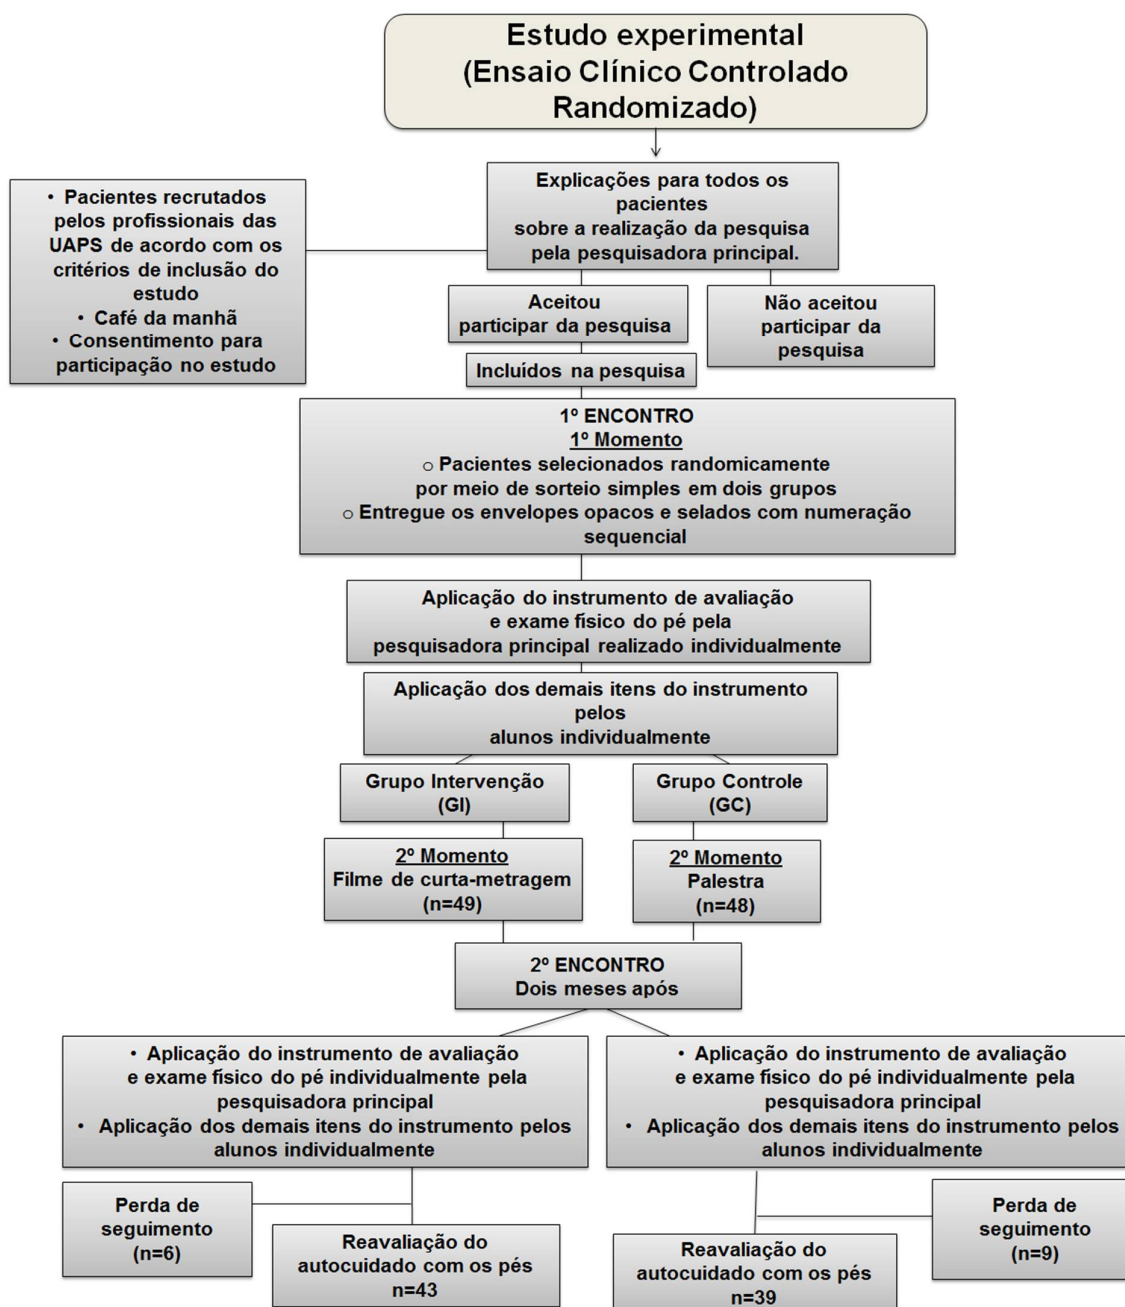 Estudo experimental
(Ensaio Clínico Controlado
Randomizado)
Explicações para todos os
pacientes
sobre a realização da pesquisa
pela pesquisadora principal.
• Pacientes recrutados
pelos profissionais das
UAPS de acordo com os
critérios de inclusão do
estudo
• Café da manhã
• Consentimento para
participação no estudo
Aceitou
participar da pesquisa
Não aceitou
participar da
pesquisa
Incluídos na pesquisa
1º ENCONTRO
1º Momento
o Pacientes selecionados randomicamente
por meio de sorteio simples em dois grupos
o Entregue os envelopes opacos e selados com numeração
sequencial
Aplicação do instrumento de avaliação
e exame físico do pé pela
pesquisadora principal realizado individualmente
Aplicação dos demais itens do instrumento
pelos
alunos individualmente
Grupo Intervenção
(GI)
Grupo Controle
(GC)
2º Momento
Filme de curta-metragem
(n=49)
2º Momento
Palestra
(n=48)
2º ENCONTRO
Dois meses após
• Aplicação do instrumento de avaliação
e exame físico do pé individualmente pela
pesquisadora principal
• Aplicação dos demais itens do instrumento pelos
alunos individualmente
• Aplicação do instrumento de avaliação
e exame físico do pé individualmente pela
pesquisadora principal
• Aplicação dos demais itens do instrumento pelos
alunos individualmente
Perda de
seguimento
(n=6)
Reavaliação do
autocuidado com os pés
n=43
Reavaliação do
autocuidado com os pés
n=39
Perda de
seguimento
(n=9)